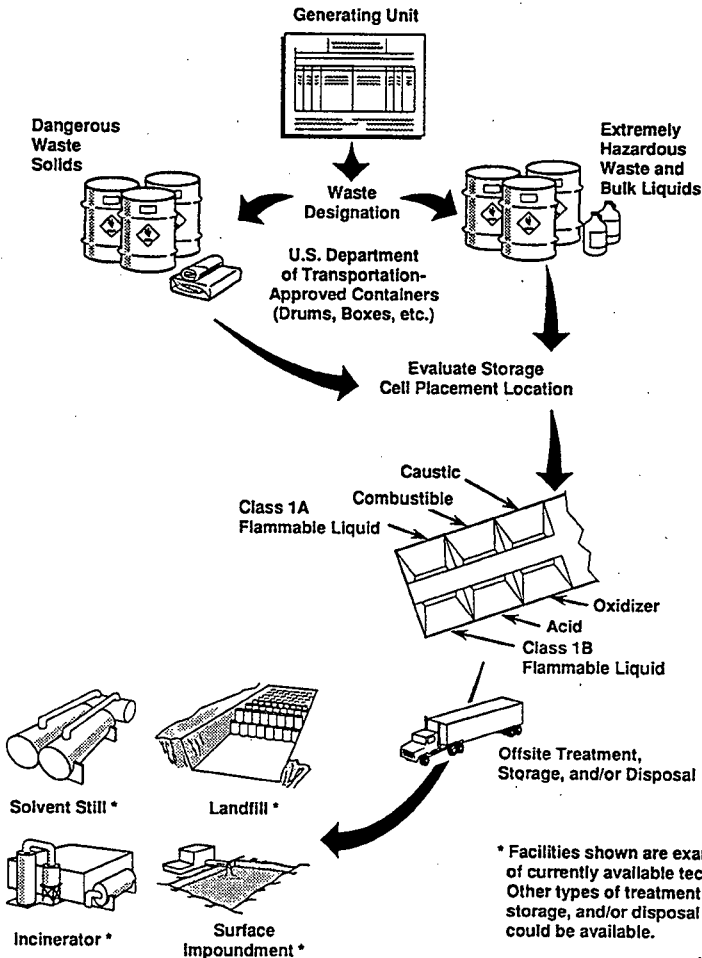 Generating Unit
Dangerous
Waste
Solids
Extremely
Hazardous
Waste and
Bulk Liquids
Waste
Designation
U.S. Department
of Transportation-
Approved Containers
(Drums, Boxes, etc.)
Evaluate Storage
Cell Placement Location
Caustic
Combustible
Class 1A
Flammable Liquid
Oxidizer
Acid
Class 1B
Flammable Liquid
Offsite Treatment,
Storage, and/or Disposal
Solvent Still *
Landfill *
Incinerator *
Surface
Impoundment *
* Facilities shown are
of currently available
Other types of treatment
storage, and/or disposal
could be available.